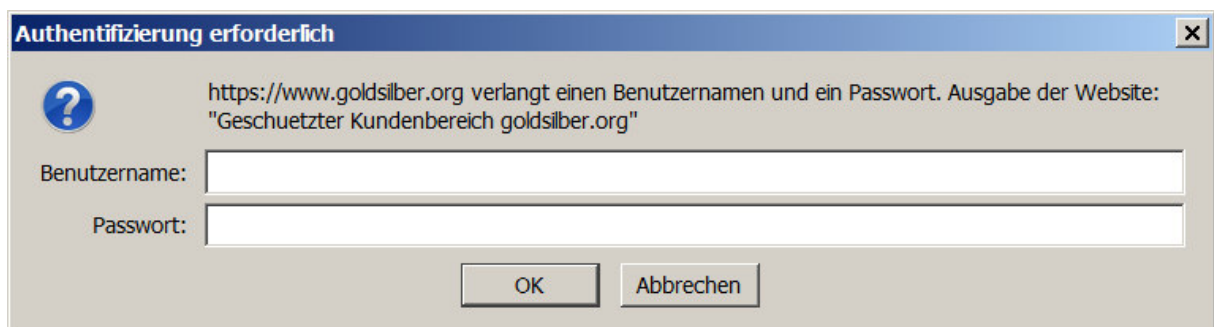 Authentifizierung erforderlich
https://www.goldsilber.org verlangt einen Benutzernamen und ein Passwort. Ausgabe der Website:
"Geschuetzter Kundenbereich goldsilber.org"
Benutzername:
Passwort:
OK Abbrechen